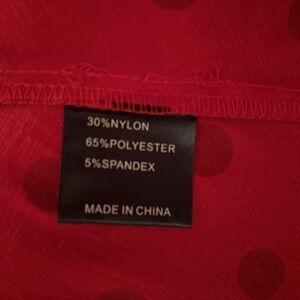 30%NYLON
65%POLYESTER
5%SPANDEX
MADE IN CHINA